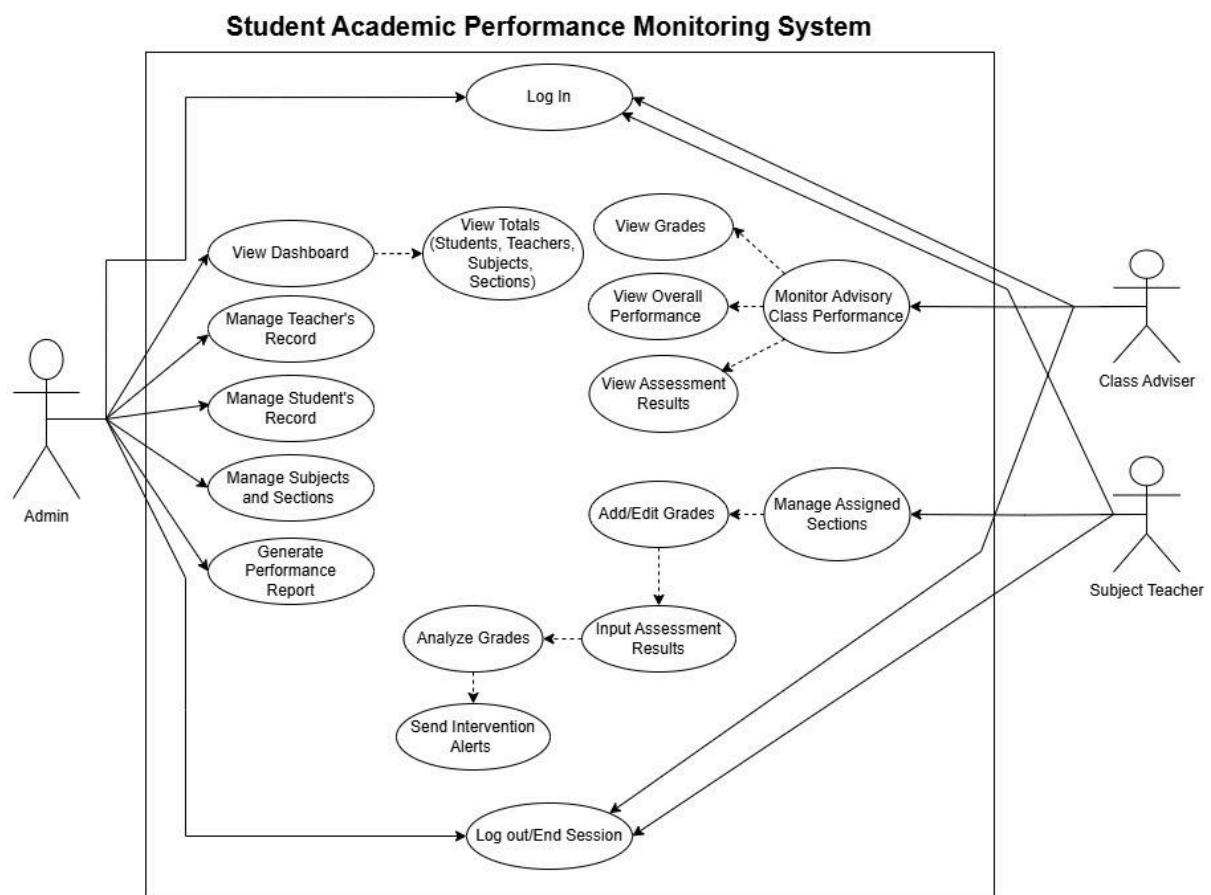 Student Academic Performance Monitoring System
Log In
View Dashboard
View Totals
(Students, Teachers,
Subjects,
Sections)
View Grades
View Overall
Performance
Monitor Advisory
Class Performance
View Assessment
Results
Manage Teacher's
Record
Manage Student's
Record
Manage Subjects
and Sections
Generate
Performance
Report
Admin
Class Adviser
Add/Edit Grades
Manage Assigned
Sections
Subject Teacher
Analyze Grades
Input Assessment
Results
Send Intervention
Alerts
Log out/End Session